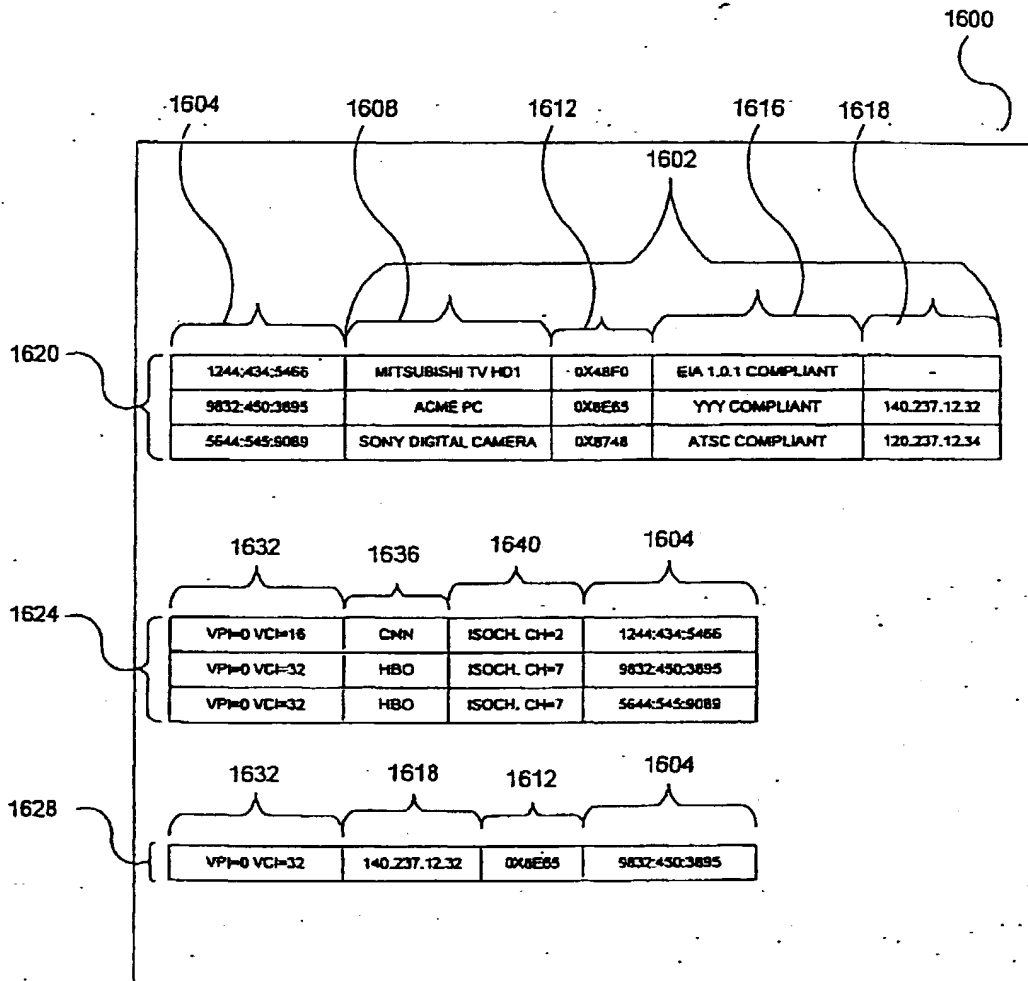 1600
1604 1608 1612 1616 1618
1602
1620
1244:434:5466 MITSUBISHI TV HD1 0X48F0 EIA 1.0.1 COMPLIANT -
9832:450:3895 ACME PC 0X8E65 YYY COMPLIANT 140.237.12.32
5644:545:9089 SONY DIGITAL CAMERA 0X8748 ATSC COMPLIANT 120.237.12.34
1632 1636 1640 1604
1624
VPI=0 VCI=16 CNN ISOCH. CH=2 1244:434:5466
VPI=0 VCI=32 HBO ISOCH. CH=7 9832:450:3895
VPI=0 VCI=32 HBO ISOCH. CH=7 5644:545:9089
1632 1618 1612 1604
1628
VPI=0 VCI=32 140.237.12.32 0X8E65 9832:450:3895